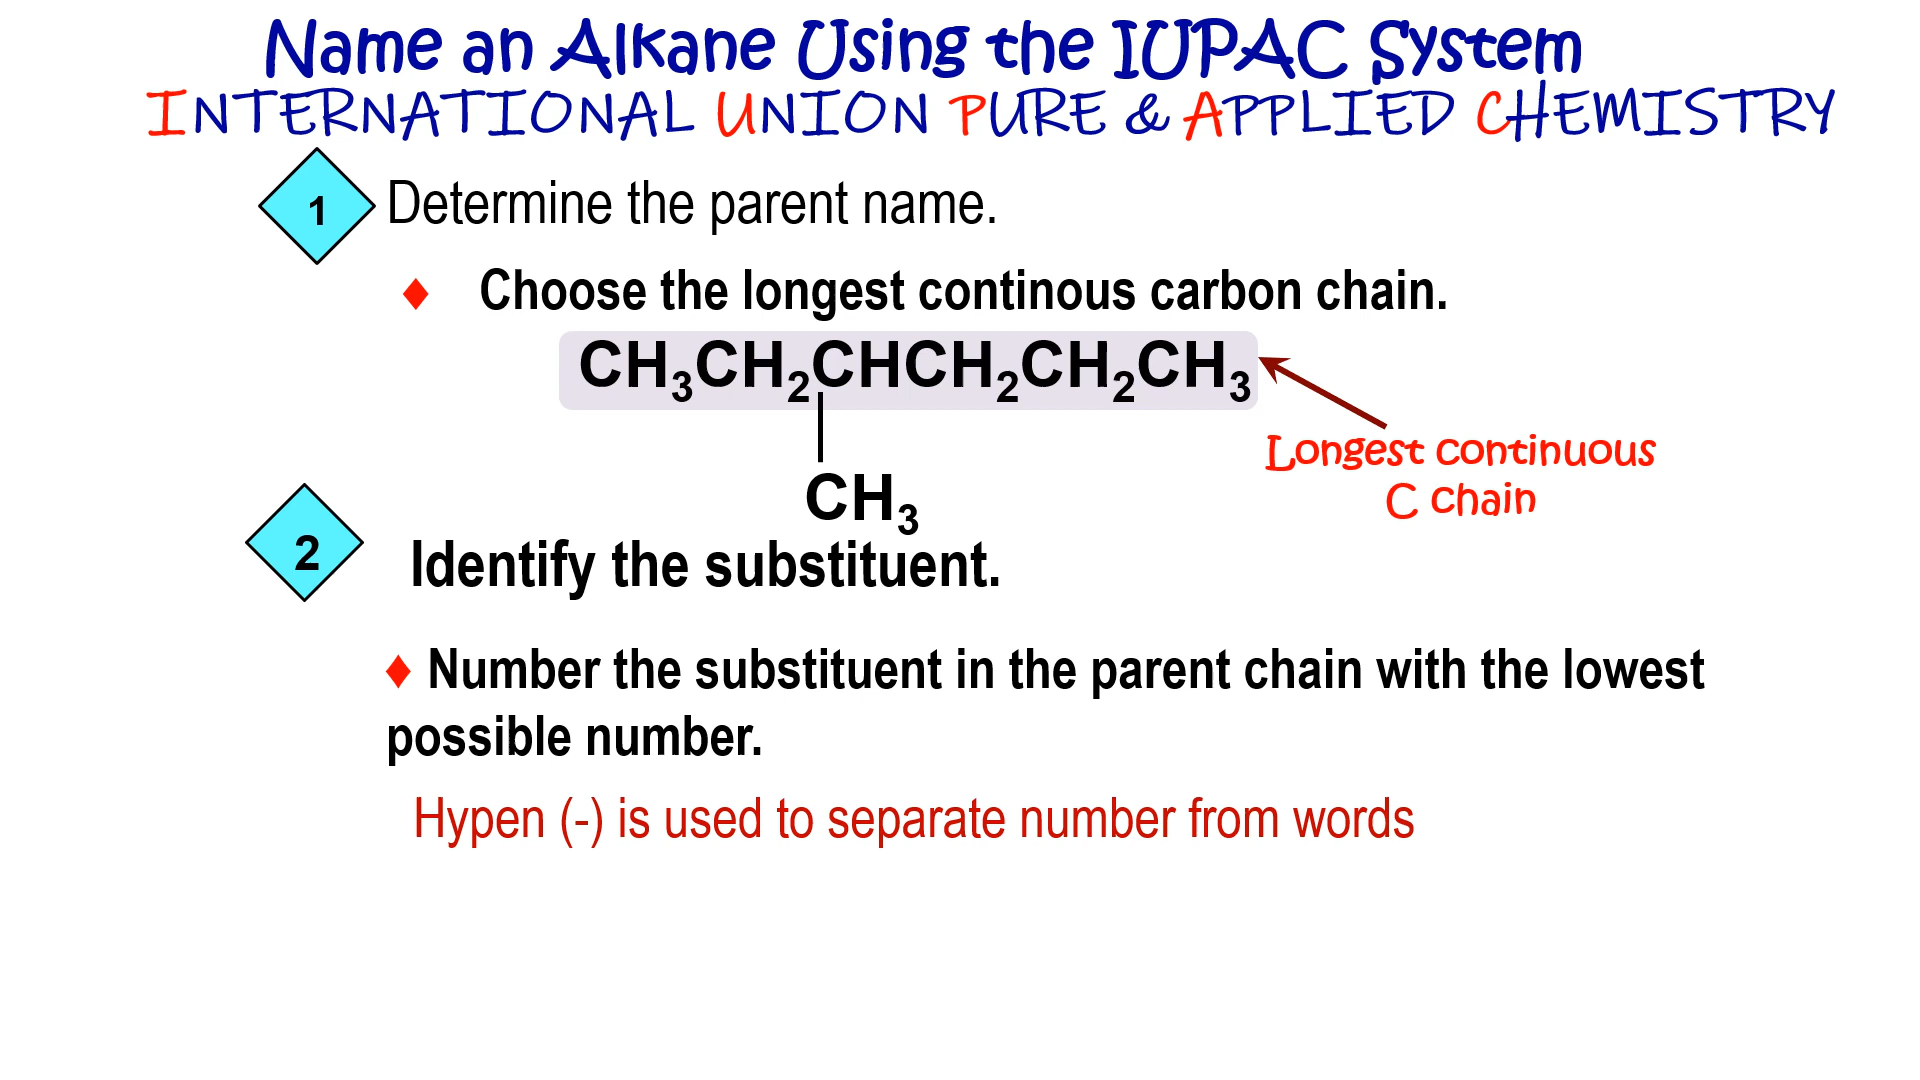 Name an Alkane Using the IUPAC System
INTERNATIONAL UNION PURE & APPLIED CHEMISTRY
1
Determine the parent name.
♦ Choose the longest continous carbon chain.
CH₃CH₂CHCH₂CH₂CH₃
Longest continuous
C chain
CH₃
2
Identify the substituent.
♦ Number the substituent in the parent chain with the lowest
possible number.
Hypen (-) is used to separate number from words